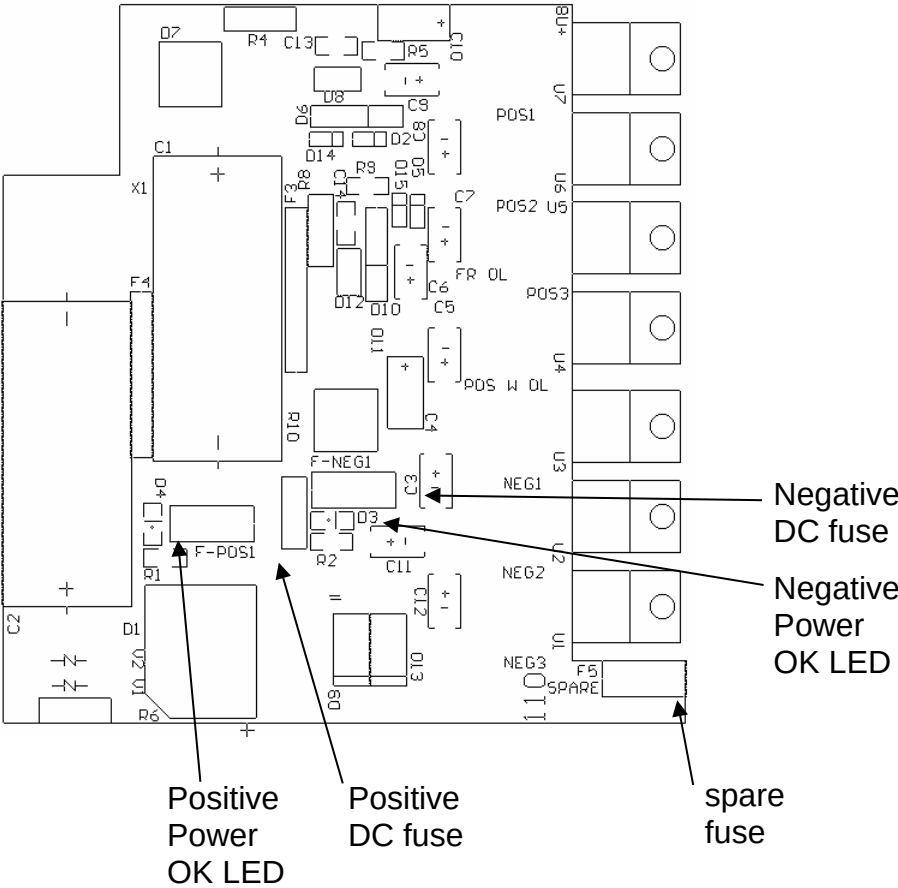 8U+
D7
R4
C13
R5
C10
D8
C9
U7
D6
POS1
D2
C8
D14
C1
R9
D15
D5
X1
F3
R8
C14
U6
C7
POS2
U5
FR OL
F4
C6
POS3
D12
D10
C5
D11
U4
POS W OL
R10
C4
F-NEG1
U3
C3
NEG1
D4
Negative
DC fuse
D3
F-POS1
R2
C11
U2
R1
NEG2
Negative
Power
OK LED
C12
C2
D1
U1
V2
NEG3
D13
F5
SPARE
V1
D9
110
R6
Positive
Power
OK LED
Positive
DC fuse
spare
fuse